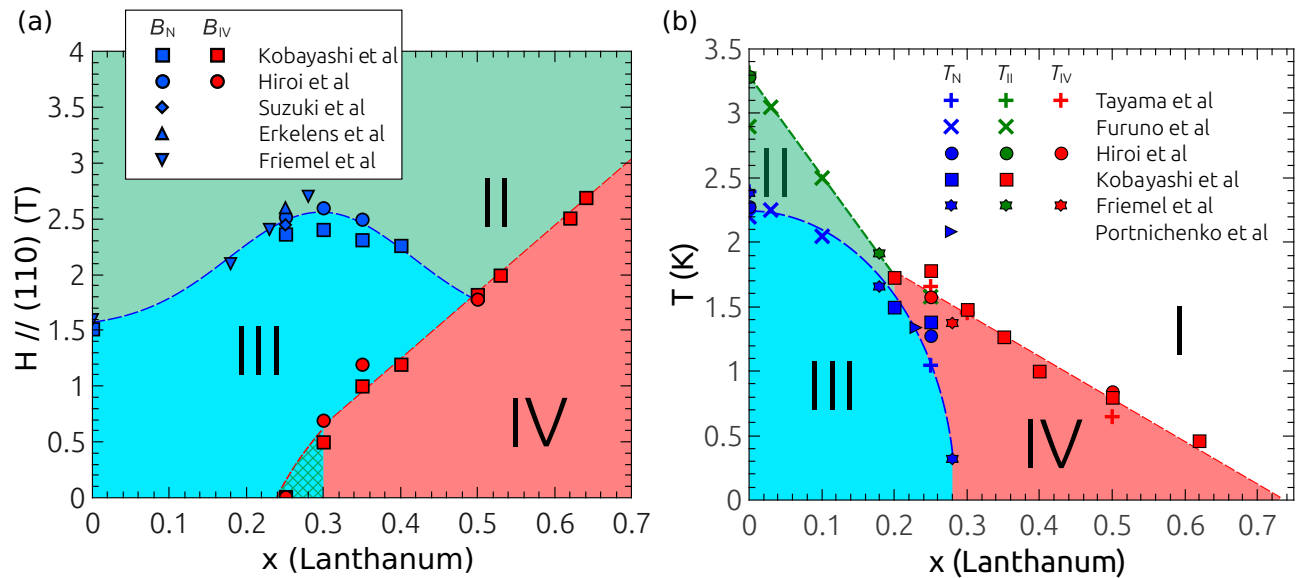 (a)
B_N B_IV
Kobayashi et al
Hiroi et al
Suzuki et al
Erkelens et al
Friemel et al
II
III
IV
H // (110) (T)
4
3.5
3
2.5
2
1.5
1
0.5
0
0 0.1 0.2 0.3 0.4 0.5 0.6 0.7
x (Lanthanum)
(b)
T_N T_II T_IV
Tayama et al
Furuno et al
Hiroi et al
Kobayashi et al
Friemel et al
Portnichenko et al
II
I
III
IV
T (K)
3.5
3
2.5
2
1.5
1
0.5
0
0 0.1 0.2 0.3 0.4 0.5 0.6 0.7
x (Lanthanum)